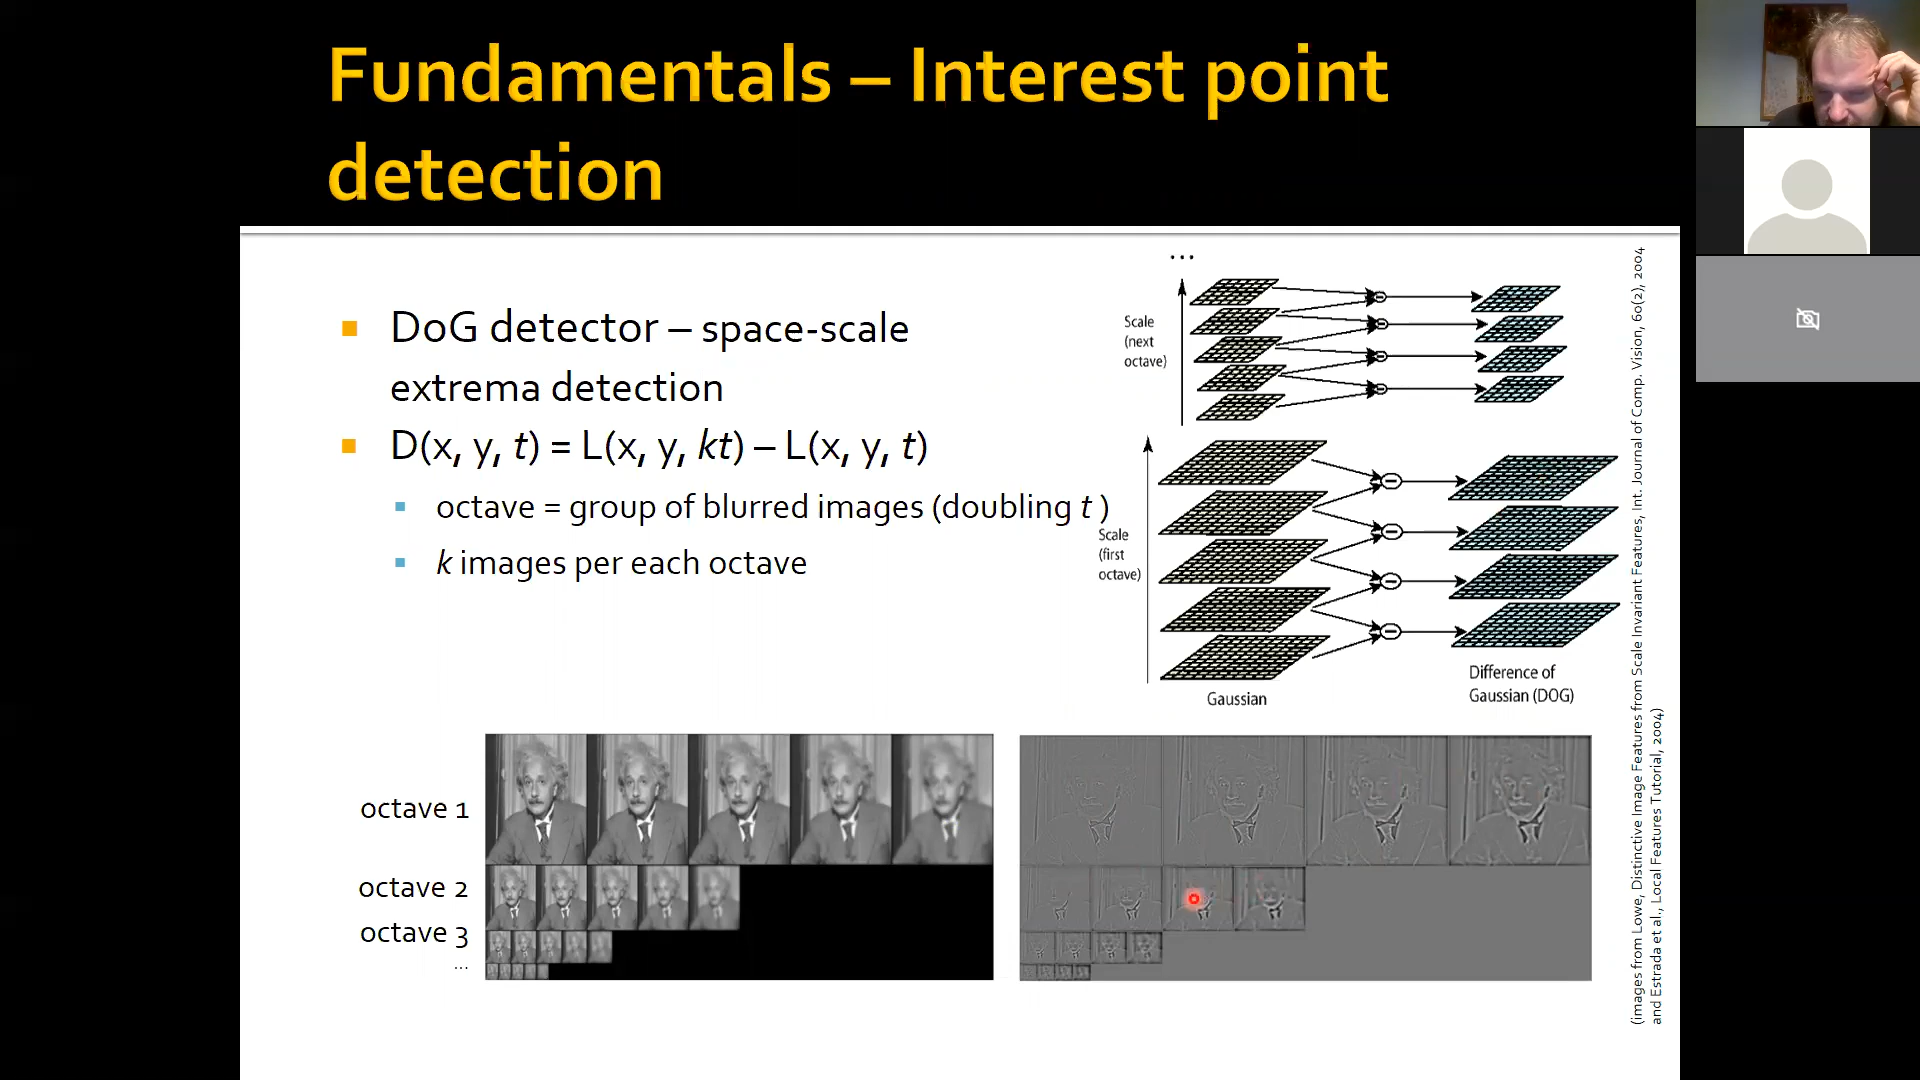 Fundamentals – Interest point
detection
DoG detector – space-scale
extrema detection
D(x, y, t) = L(x, y, kt) – L(x, y, t)
octave = group of blurred images (doubling t )
k images per each octave
...
Scale
(next
octave)
Scale
(first
octave)
Gaussian
Difference of
Gaussian (DOG)
octave 1
octave 2
octave 3
...
(images from Lowe, Distinctive Image Features from Scale Invariant Features, Int. Journal of Comp. Vision, 60(2), 2004
and Estrada et al., Local Features Tutorial, 2004)